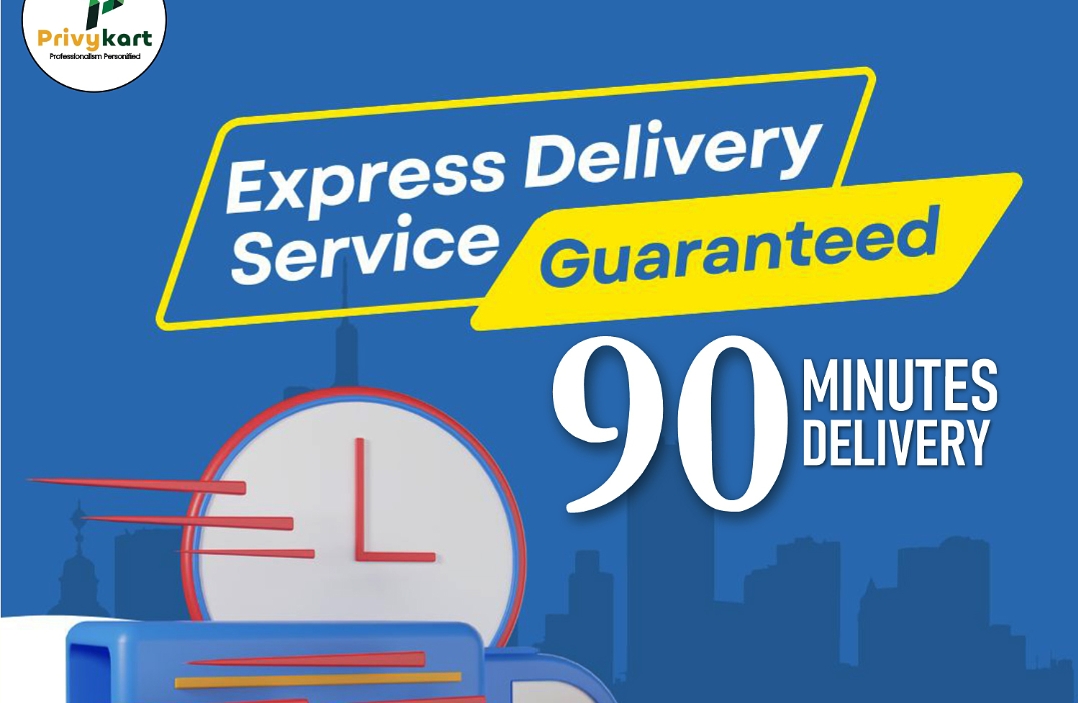 Privykart
Professionalism Personified
Express Delivery
Service Guaranteed
90 MINUTES
DELIVERY